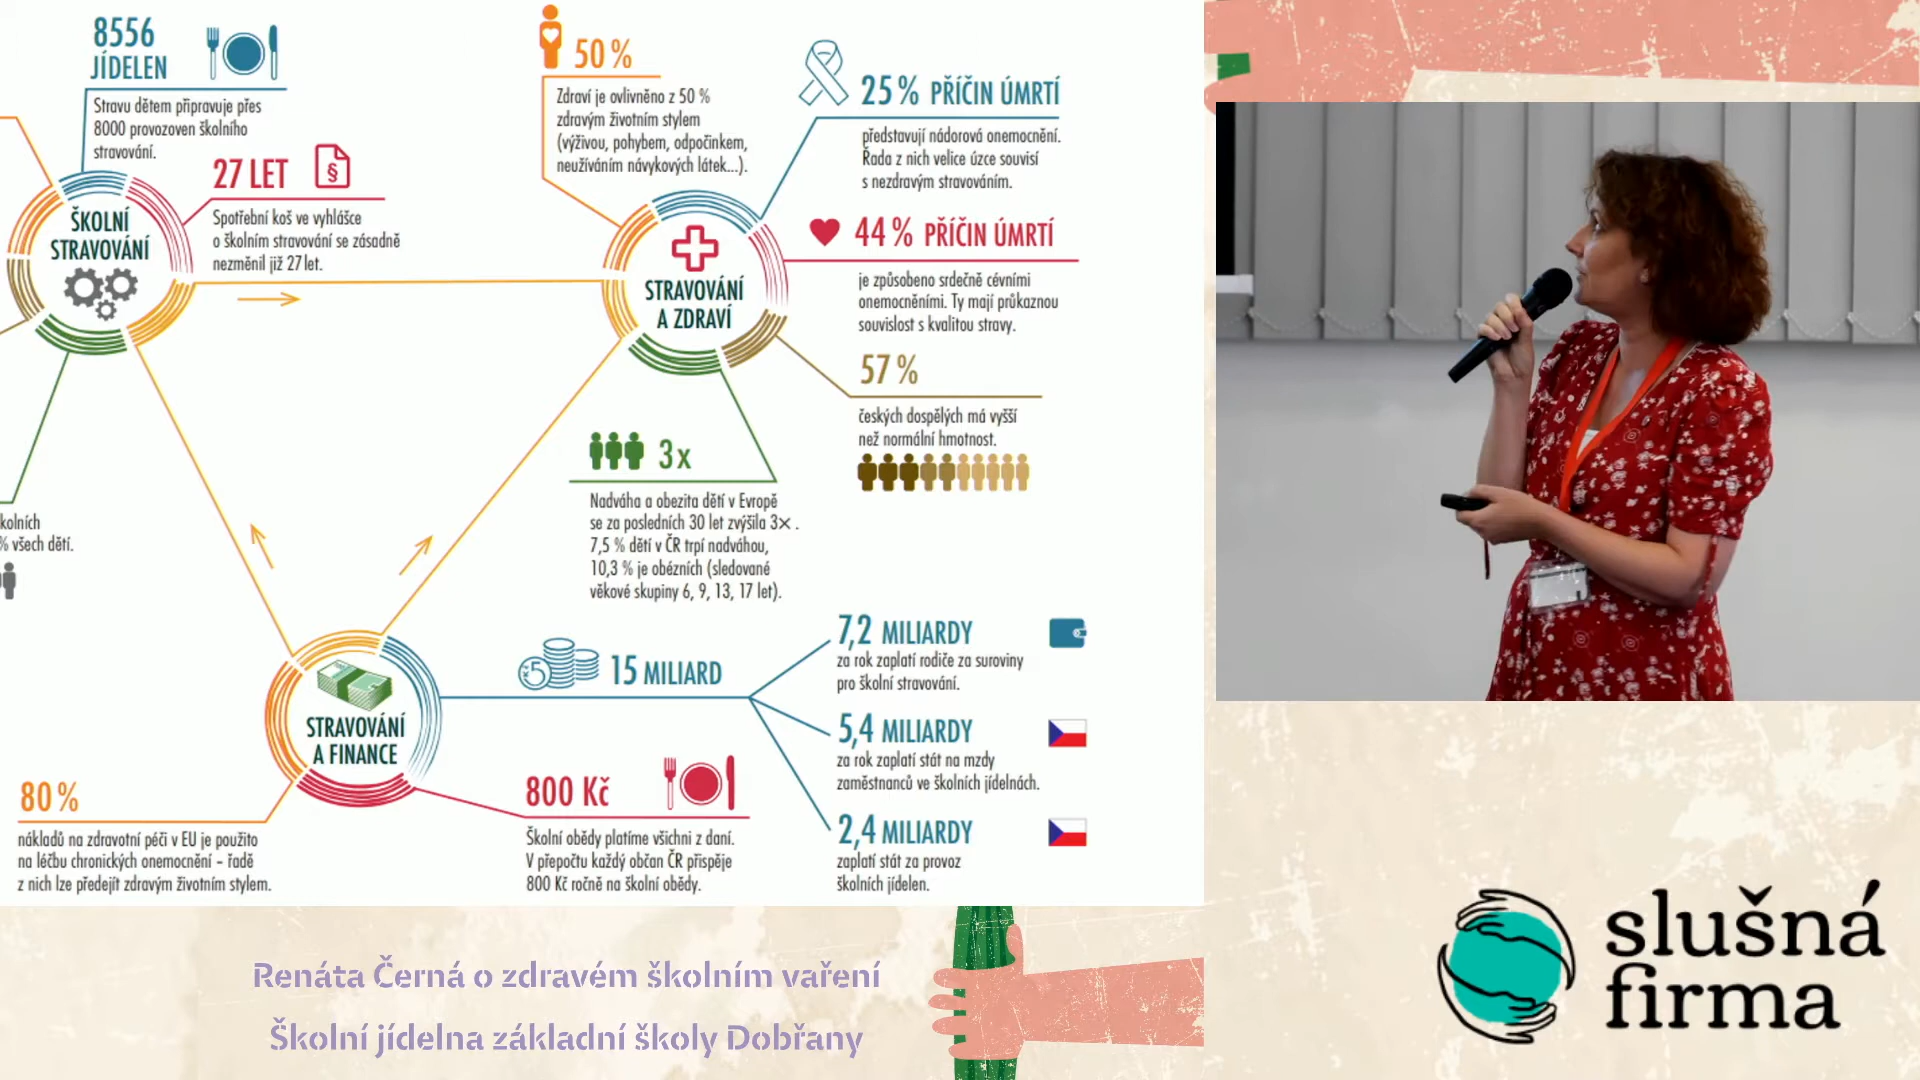 8556
JÍDELEN
Stravu dětem připravuje přes
8000 provozoven školního
stravování.
27 LET
§
Spotřební koš ve vyhlášce
o školním stravování se zásadně
nezměnil již 27 let.
ŠKOLNÍ
STRAVOVÁNÍ
kolních
% všech dětí.
50 %
Zdraví je ovlivněno z 50 %
zdravým životním stylem
(výživou, pohybem, odpočinkem,
neužíváním návykových látek...).
25 % PŘÍČIN ÚMRTÍ
představují nádorová onemocnění.
Řada z nich velice úzce souvisí
s nezdravým stravováním.
44 % PŘÍČIN ÚMRTÍ
je způsobeno srdečně cévními
onemocněními. Ty mají průkaznou
souvislost s kvalitou stravy.
STRAVOVÁNÍ
A ZDRAVÍ
57 %
českých dospělých má vyšší
než normální hmotnost.
3x
Nadváha a obezita dětí v Evropě
se za posledních 30 let zvýšila 3×.
7,5 % dětí v ČR trpí nadváhou,
10,3 % je obézních (sledované
věkové skupiny 6, 9, 13, 17 let).
STRAVOVÁNÍ
A FINANCE
15 MILIARD
7,2 MILIARDY
za rok zaplatí rodiče za suroviny
pro školní stravování.
5,4 MILIARDY
za rok zaplatí stát na mzdy
zaměstnanců ve školních jídelnách.
2,4 MILIARDY
zaplatí stát za provoz
školních jídelen.
80 %
nákladů na zdravotní péči v EU je použito
na léčbu chronických onemocnění – řadě
z nich lze předejít zdravým životním stylem.
800 Kč
Školní obědy platíme všichni z daní.
V přepočtu každý občan ČR přispěje
800 Kč ročně na školní obědy.
Renáta Černá o zdravém školním vaření
Školní jídelna základní školy Dobřany
slušná
firma